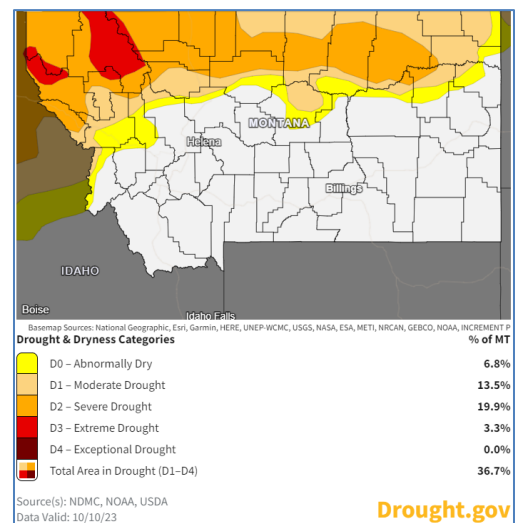 MONTANA
Helena
Billings
IDAHO
Boise
Idaho Falls
Basemap Sources: National Geographic, Esri, Garmin, HERE, UNEP-WCMC, USGS, NASA, ESA, METI, NRCAN, GEBCO, NOAA, INCREMENT P
Drought & Dryness Categories % of MT
D0 – Abnormally Dry 6.8%
D1 – Moderate Drought 13.5%
D2 – Severe Drought 19.9%
D3 – Extreme Drought 3.3%
D4 – Exceptional Drought 0.0%
Total Area in Drought (D1–D4) 36.7%
Source(s): NDMC, NOAA, USDA
Data Valid: 10/10/23
Drought.gov